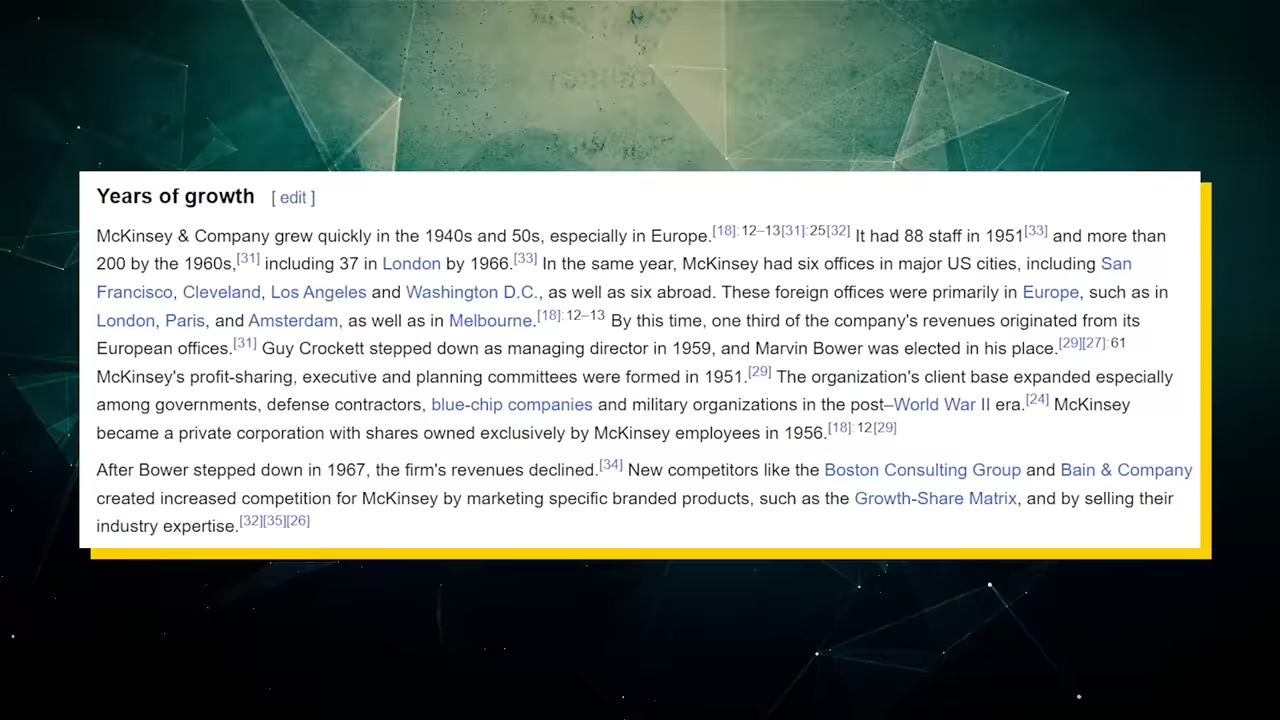 Years of growth [ edit ]
McKinsey & Company grew quickly in the 1940s and 50s, especially in Europe.[18]: 12–13 [31]: 25 [32] It had 88 staff in 1951[33] and more than
200 by the 1960s,[31] including 37 in London by 1966.[33] In the same year, McKinsey had six offices in major US cities, including San
Francisco, Cleveland, Los Angeles and Washington D.C., as well as six abroad. These foreign offices were primarily in Europe, such as in
London, Paris, and Amsterdam, as well as in Melbourne.[18]: 12–13 By this time, one third of the company's revenues originated from its
European offices.[31] Guy Crockett stepped down as managing director in 1959, and Marvin Bower was elected in his place.[29][27]: 61
McKinsey's profit-sharing, executive and planning committees were formed in 1951.[29] The organization's client base expanded especially
among governments, defense contractors, blue-chip companies and military organizations in the post–World War II era.[24] McKinsey
became a private corporation with shares owned exclusively by McKinsey employees in 1956.[18]: 12 [29]
After Bower stepped down in 1967, the firm's revenues declined.[34] New competitors like the Boston Consulting Group and Bain & Company
created increased competition for McKinsey by marketing specific branded products, such as the Growth-Share Matrix, and by selling their
industry expertise.[32][35][26]